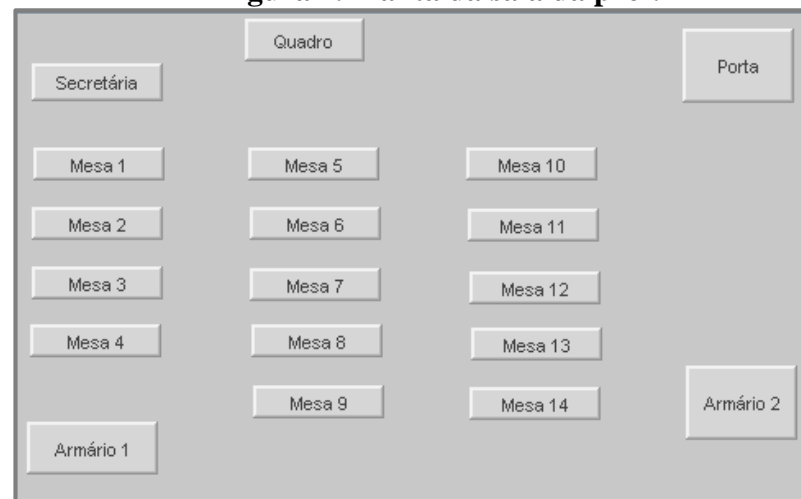 Quadro
Porta
Secretária
Mesa 1
Mesa 5
Mesa 10
Mesa 2
Mesa 6
Mesa 11
Mesa 3
Mesa 7
Mesa 12
Mesa 4
Mesa 8
Mesa 13
Mesa 9
Mesa 14
Armário 2
Armário 1